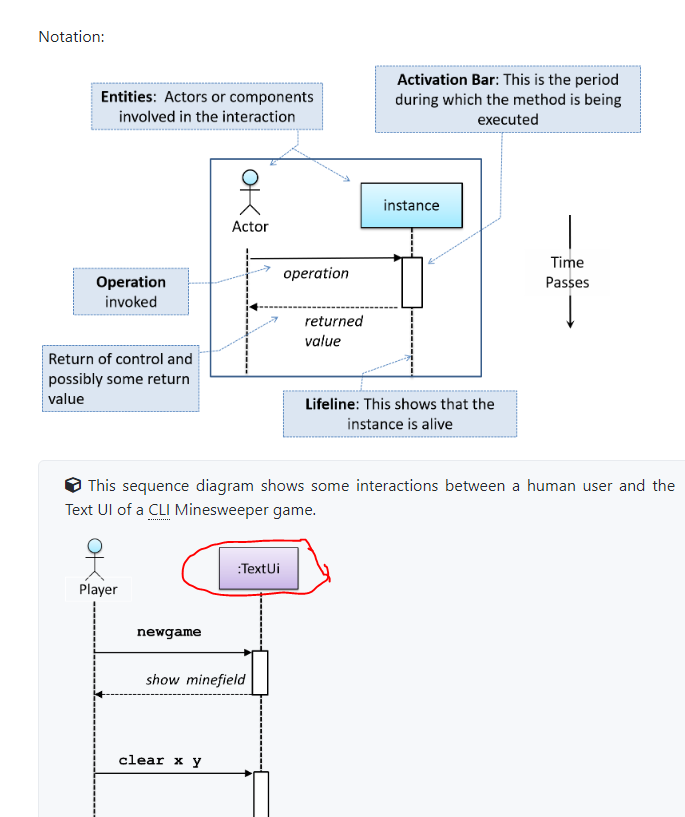 Notation:
Entities: Actors or components
involved in the interaction
Activation Bar: This is the period
during which the method is being
executed
Actor
instance
Operation
invoked
operation
Time
Passes
returned
value
Return of control and
possibly some return
value
Lifeline: This shows that the
instance is alive
This sequence diagram shows some interactions between a human user and the
Text UI of a CLI Minesweeper game.
Player
:TextUi
newgame
show minefield
clear x y